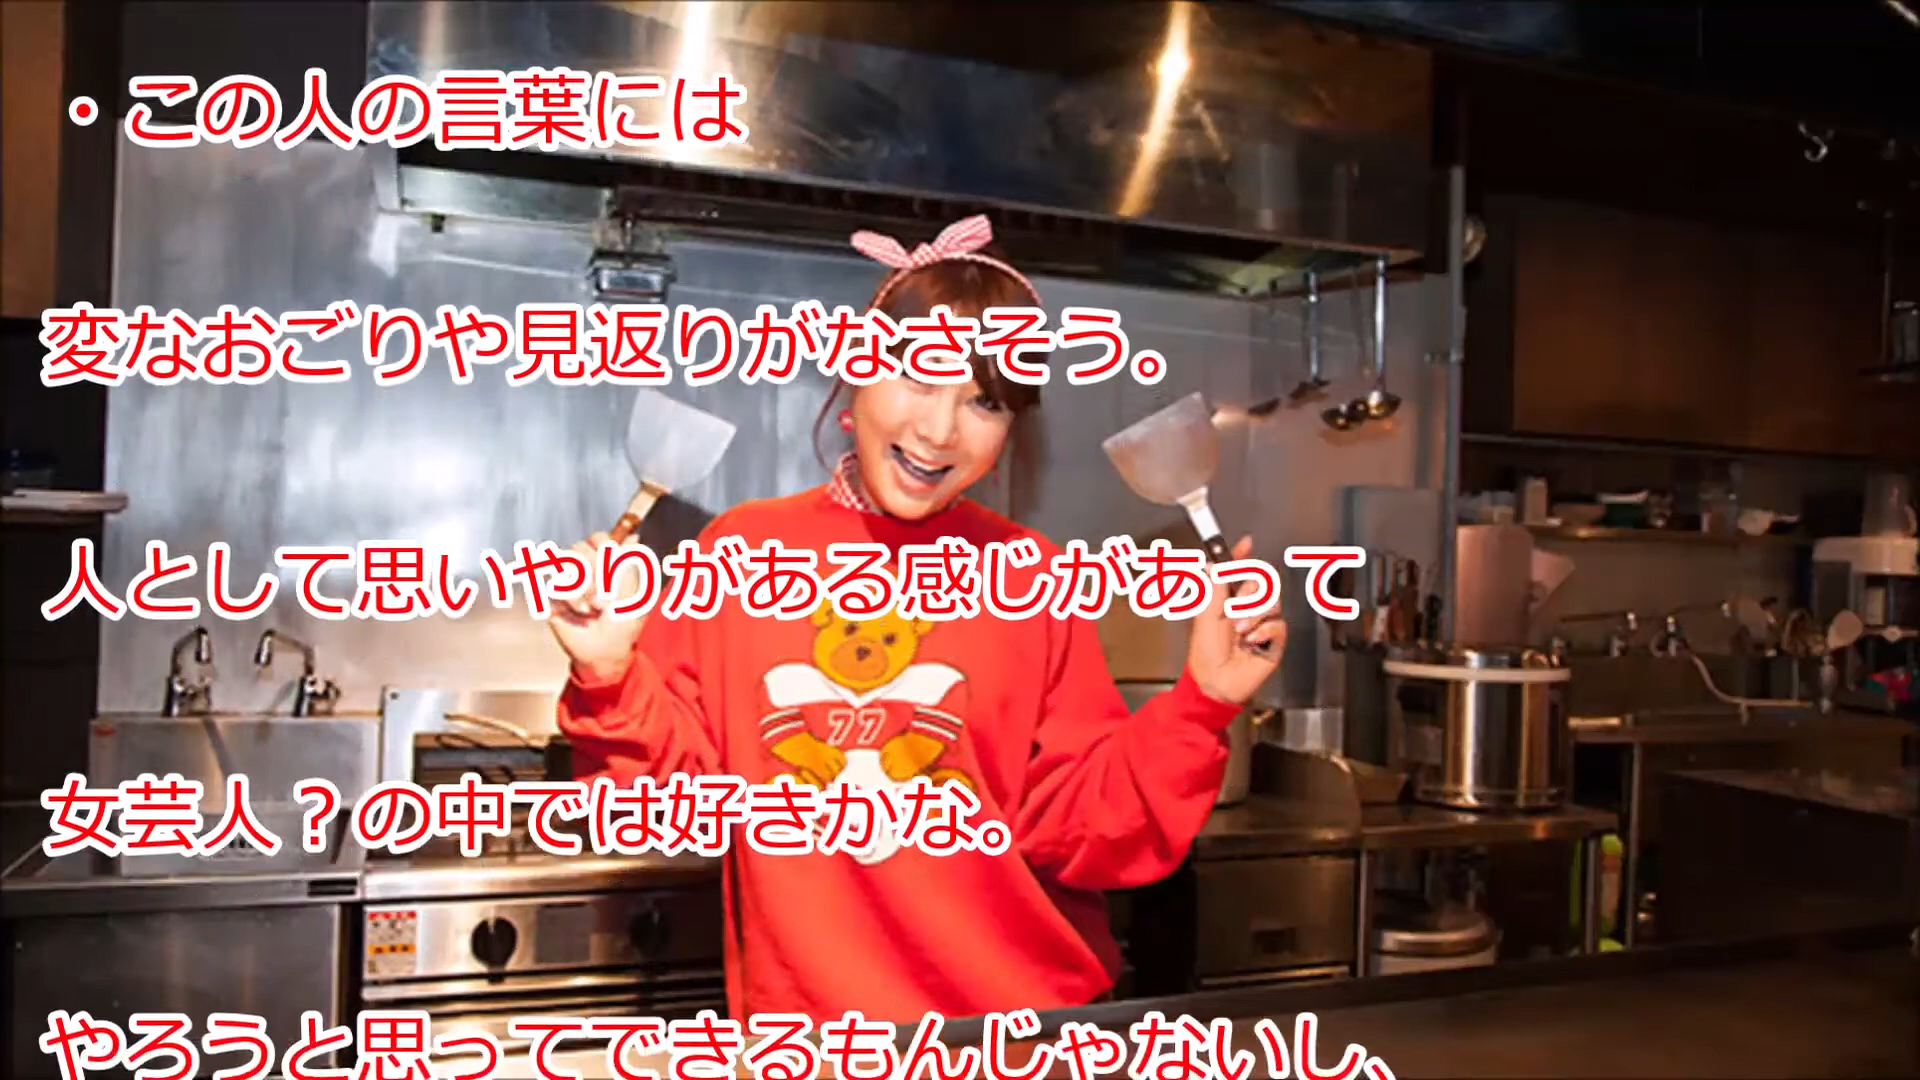 ・この人の言葉には
変なおごりや見返りがなさそう。
人として思いやりがある感じがあって
女芸人？の中では好きかな。
やろうと思ってできるもんじゃないし、
77